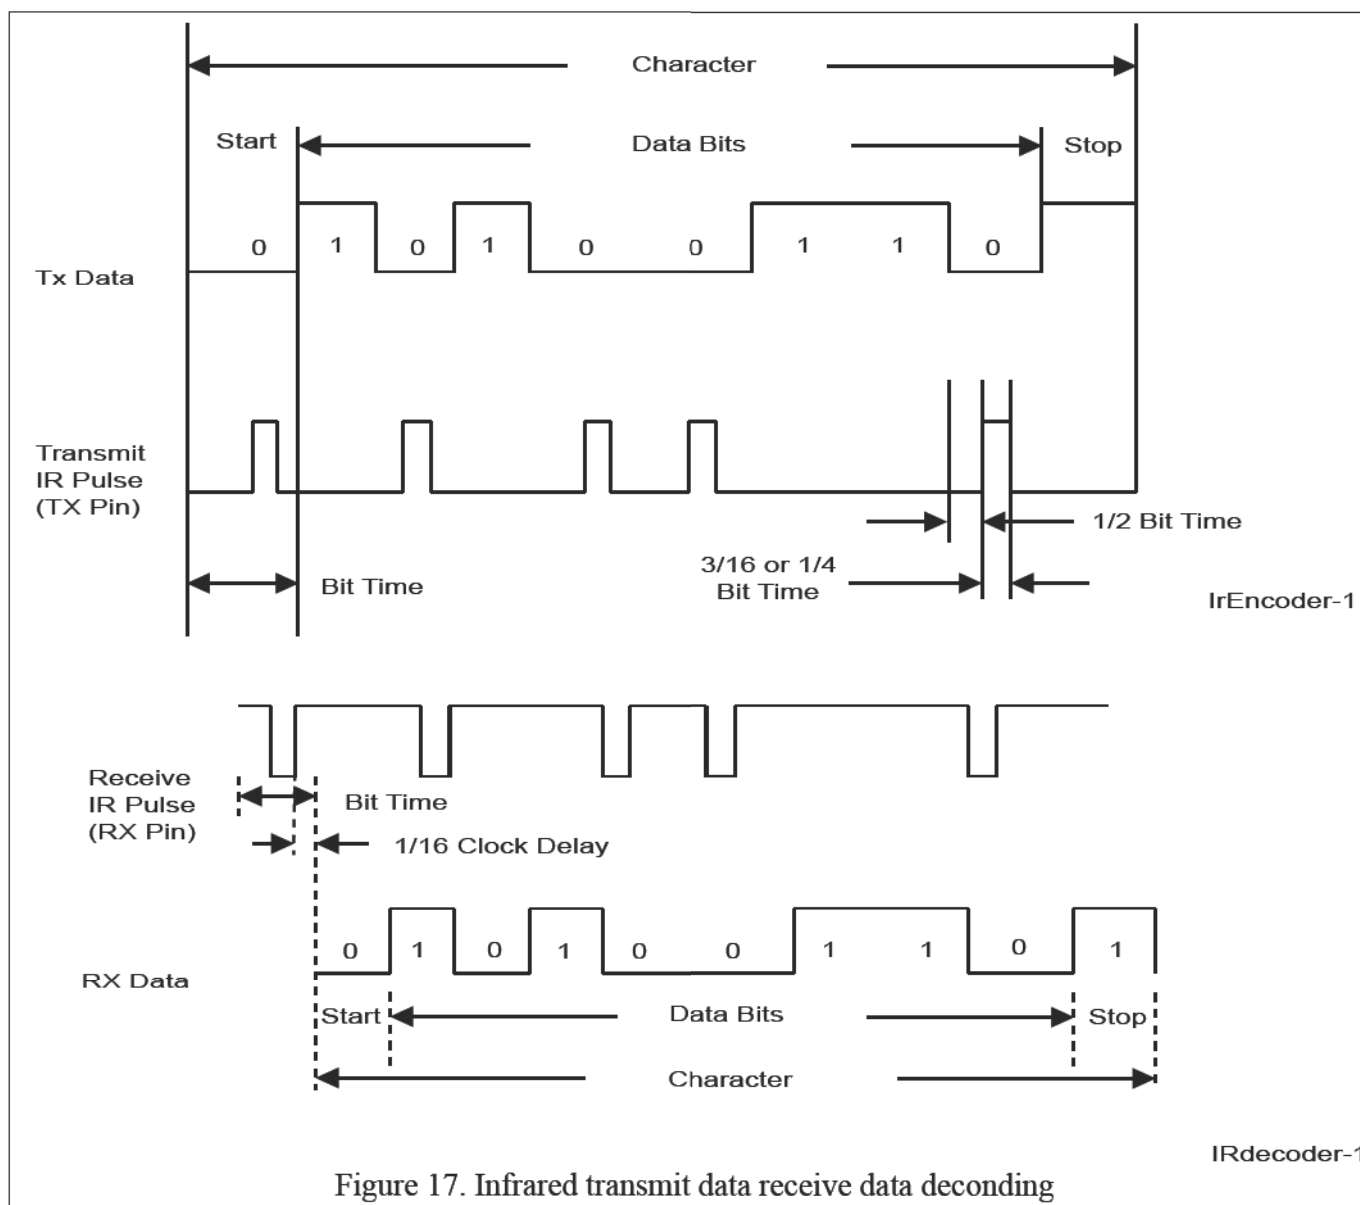 Character
Start
Data Bits
Stop
0 1 0 1 0 0 1 1 0
Tx Data
Transmit
IR Pulse
(TX Pin)
1/2 Bit Time
3/16 or 1/4
Bit Time
Bit Time
IrEncoder-1
Receive
IR Pulse
(RX Pin)
Bit Time
1/16 Clock Delay
0 1 0 1 0 0 1 1 0 1
RX Data
Start
Data Bits
Stop
Character
IRdecoder-1
Figure 17. Infrared transmit data receive data deconding